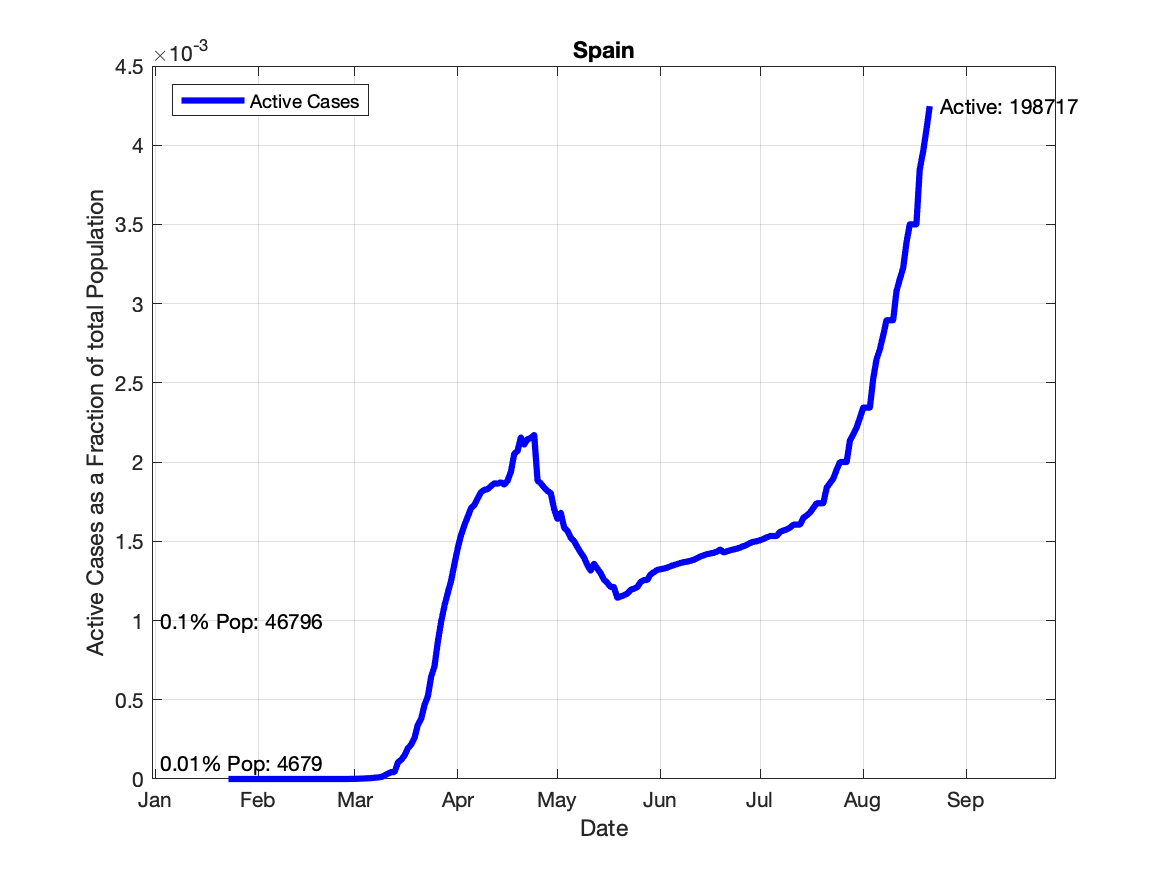 Spain
×10-3
4.5
4
3.5
3
2.5
2
1.5
1
0.5
0
Active Cases as a Fraction of total Population
Active Cases
Active: 198717
0.1% Pop: 46796
0.01% Pop: 4679
Jan Feb Mar Apr May Jun Jul Aug Sep
Date